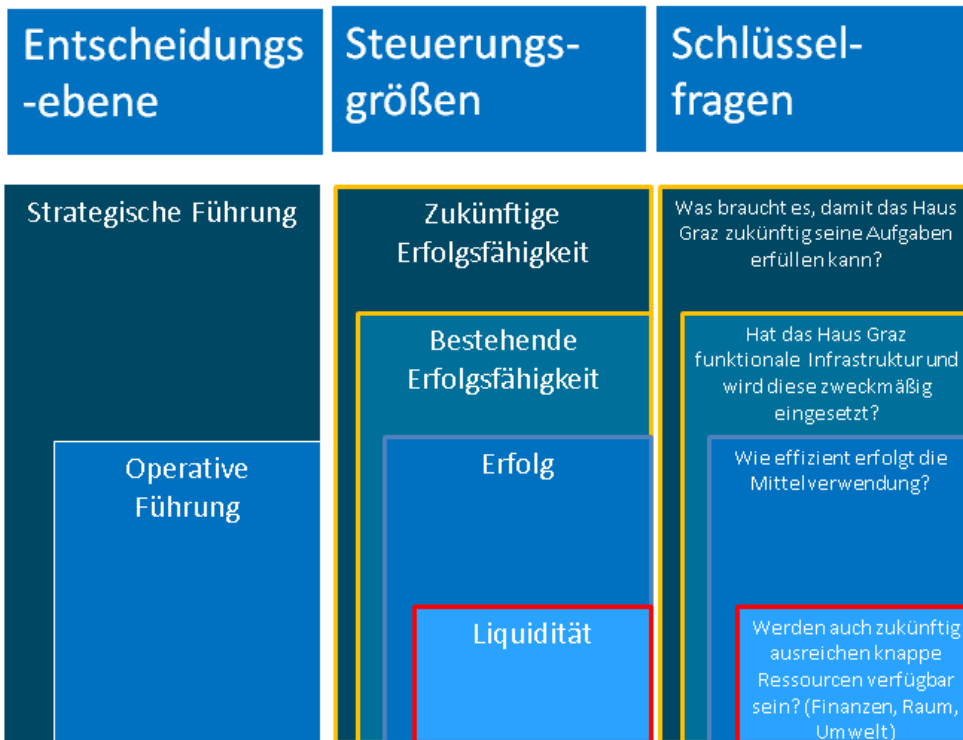 Entscheidungs
-ebene
Steuerungs-
größen
Schlüssel-
fragen
Strategische Führung
Operative
Führung
Zukünftige
Erfolgsfähigkeit
Bestehende
Erfolgsfähigkeit
Erfolg
Liquidität
Was braucht es, damit das Haus
Graz zukünftig seine Aufgaben
erfüllen kann?
Hat das Haus Graz
funktionale Infrastruktur und
wird diese zweckmäßig
eingesetzt?
Wie effizient erfolgt die
Mittelverwendung?
Werden auch zukünftig
ausreichen knappe
Ressourcen verfügbar
sein? (Finanzen, Raum,
Umwelt)